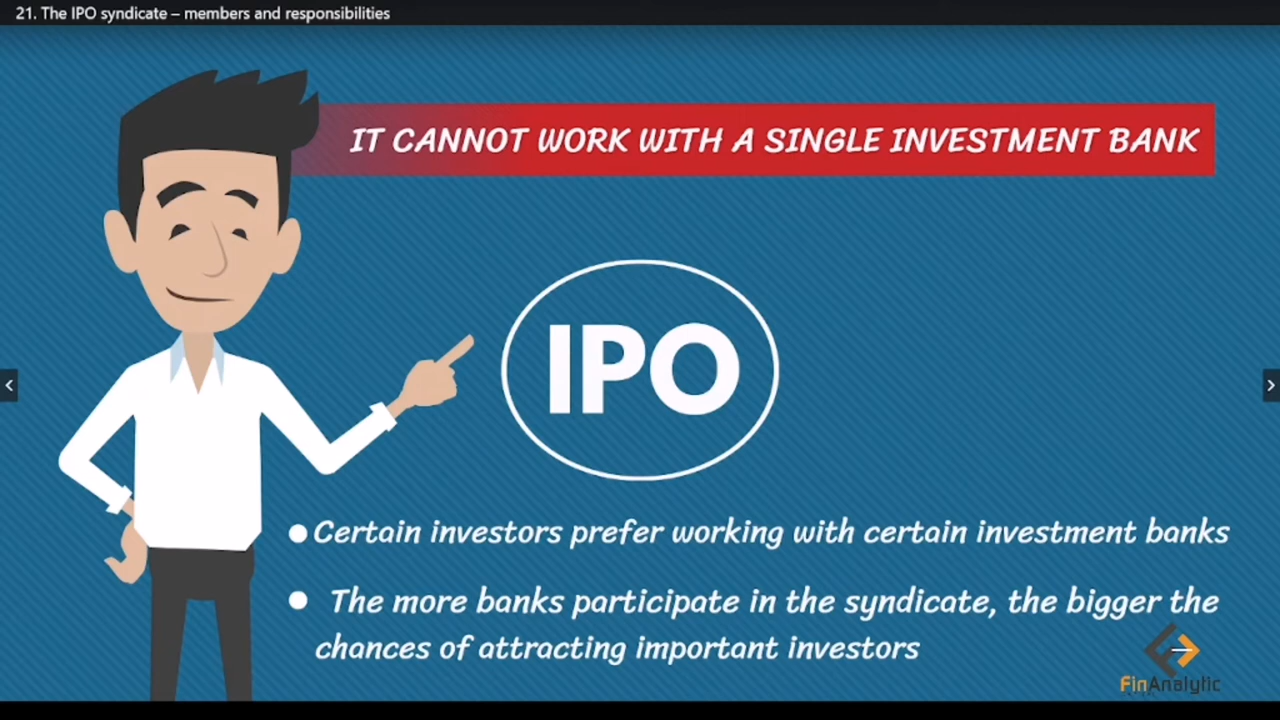 21. The IPO syndicate – members and responsibilities
IT CANNOT WORK WITH A SINGLE INVESTMENT BANK
IPO
Certain investors prefer working with certain investment banks
The more banks participate in the syndicate, the bigger the
chances of attracting important investors
FinAnalytic